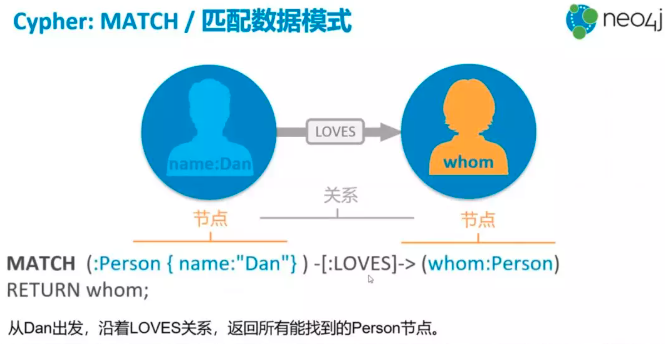 Cypher: MATCH / 匹配数据模式
neo4j
LOVES
name:Dan
whom
关系
节点
节点
MATCH (:Person { name:"Dan"} ) -[:LOVES]-> (whom:Person)
RETURN whom;
从Dan出发，沿着LOVES关系，返回所有能找到的Person节点。